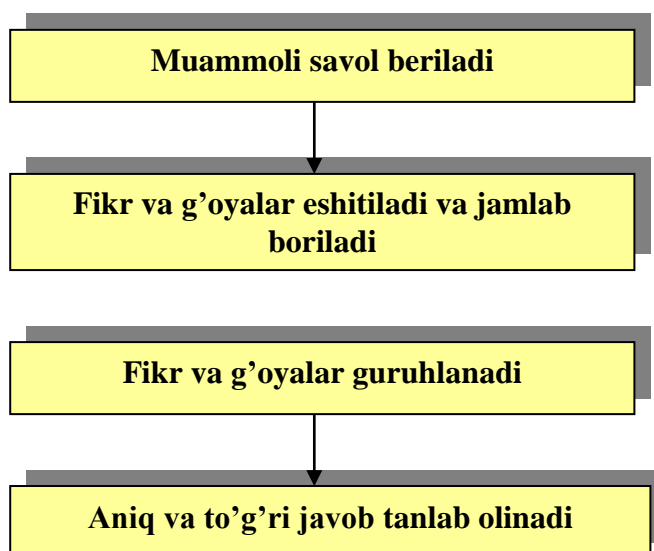 Muammoli savol beriladi
Fikr va g’oyalar eshitiladi va jamlab
boriladi
Fikr va g’oyalar guruhlanadi
Aniq va to’g’ri javob tanlab olinadi